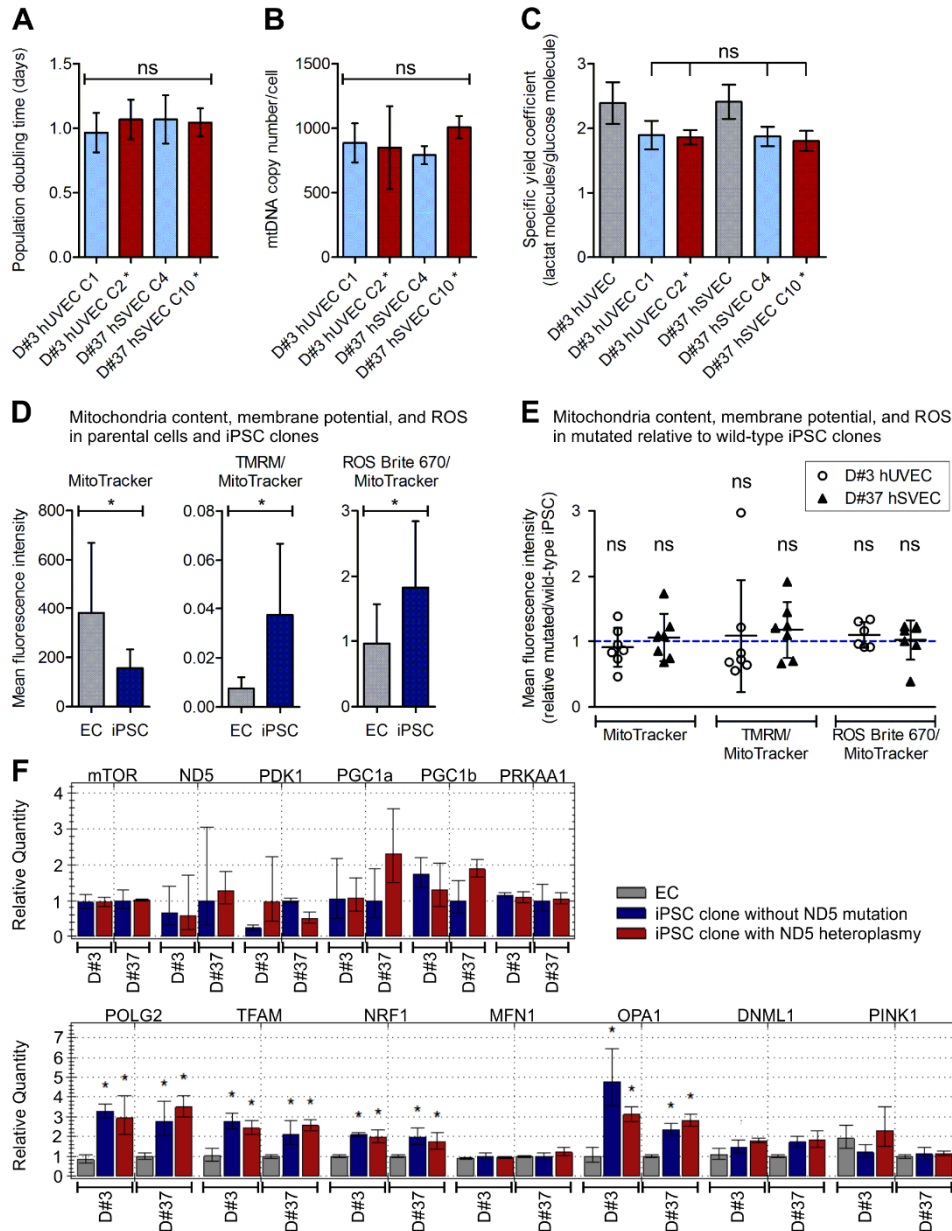 A
Population doubling time (days)
1.5
1.0
0.5
0.0
ns
D#3 hUVEC C1
D#3 hUVEC C2*
D#37 hSVEC C4
D#37 hSVEC C10*
B
mtDNA copy number/cell
1500
1000
500
0
ns
D#3 hUVEC C1
D#3 hUVEC C2*
D#37 hSVEC C4
D#37 hSVEC C10*
C
Specific yield coefficient
(lactat molecules/glucose molecule)
3
2
1
0
ns
D#3 hUVEC
D#3 hUVEC C1
D#3 hUVEC C2*
D#37 hSVEC
D#37 hSVEC C4
D#37 hSVEC C10*
D
Mitochondria content, membrane potential, and ROS
in parental cells and iPSC clones
Mean fluorescence intensity
MitoTracker
*
800
600
400
200
0
EC iPSC
TMRM/
MitoTracker
*
0.08
0.06
0.04
0.02
0.00
EC iPSC
ROS Brite 670/
MitoTracker
*
3
2
1
0
EC iPSC
E
Mitochondria content, membrane potential, and ROS
in mutated relative to wild-type iPSC clones
Mean fluorescence intensity
(relative mutated/wild-type iPSC)
3
2
1
0
D#3 hUVEC
D#37 hSVEC
ns ns ns ns ns ns
MitoTracker
TMRM/
MitoTracker
ROS Brite 670/
MitoTracker
F
mTOR ND5 PDK1 PGC1a PGC1b PRKAA1
Relative Quantity
4
3
2
1
0
D#3 D#37 D#3 D#37 D#3 D#37 D#3 D#37 D#3 D#37 D#3 D#37
EC
iPSC clone without ND5 mutation
iPSC clone with ND5 heteroplasmy
POLG2 TFAM NRF1 MFN1 OPA1 DNML1 PINK1
Relative Quantity
7
6
5
4
3
2
1
0
* * * * * * * * * * * * * * * *
D#3 D#37 D#3 D#37 D#3 D#37 D#3 D#37 D#3 D#37 D#3 D#37 D#3 D#37